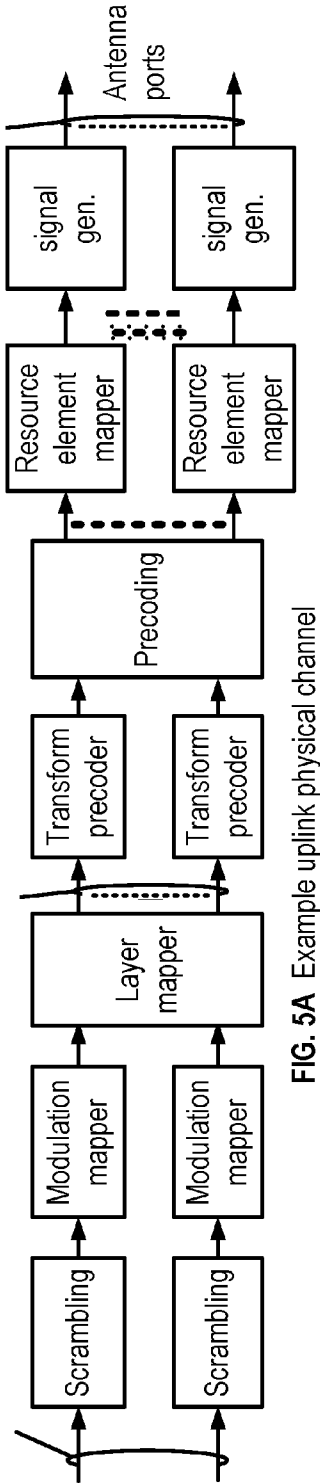 Scrambling
Scrambling
Modulation
mapper
Modulation
mapper
Layer
mapper
Transform
precoder
Transform
precoder
Precoding
Resource
element
mapper
Resource
element
mapper
signal
gen.
signal
gen.
Antenna
ports
FIG. 5A Example uplink physical channel